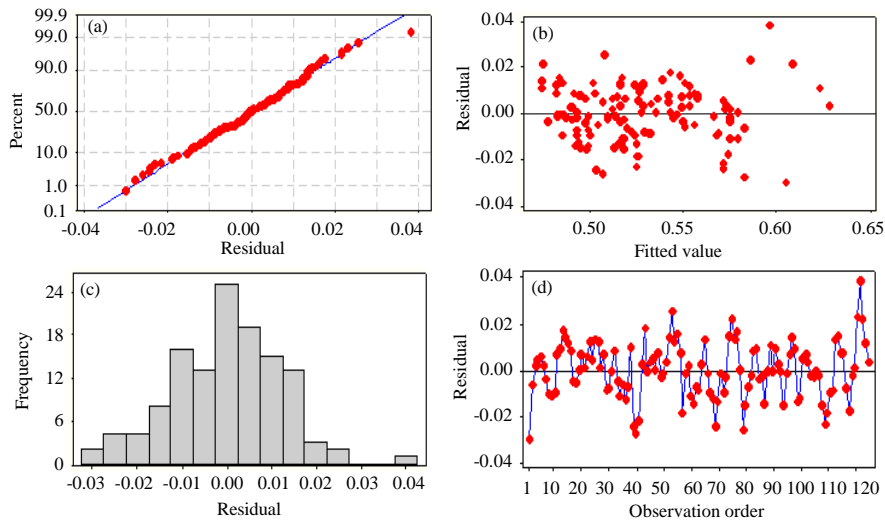 (a)
Percent
99.9
99.0
90.0
50.0
10.0
1.0
0.1
-0.04 -0.02 0.00 0.02 0.04
Residual
(b)
Residual
0.04
0.02
0.00
-0.02
-0.04
0.50 0.55 0.60 0.65
Fitted value
(c)
Frequency
24
18
12
6
0
-0.03 -0.02 -0.01 0.00 0.01 0.02 0.03 0.04
Residual
(d)
Residual
0.04
0.02
0.00
-0.02
-0.04
1 10 20 30 40 50 60 70 80 90 100 110 120
Observation order